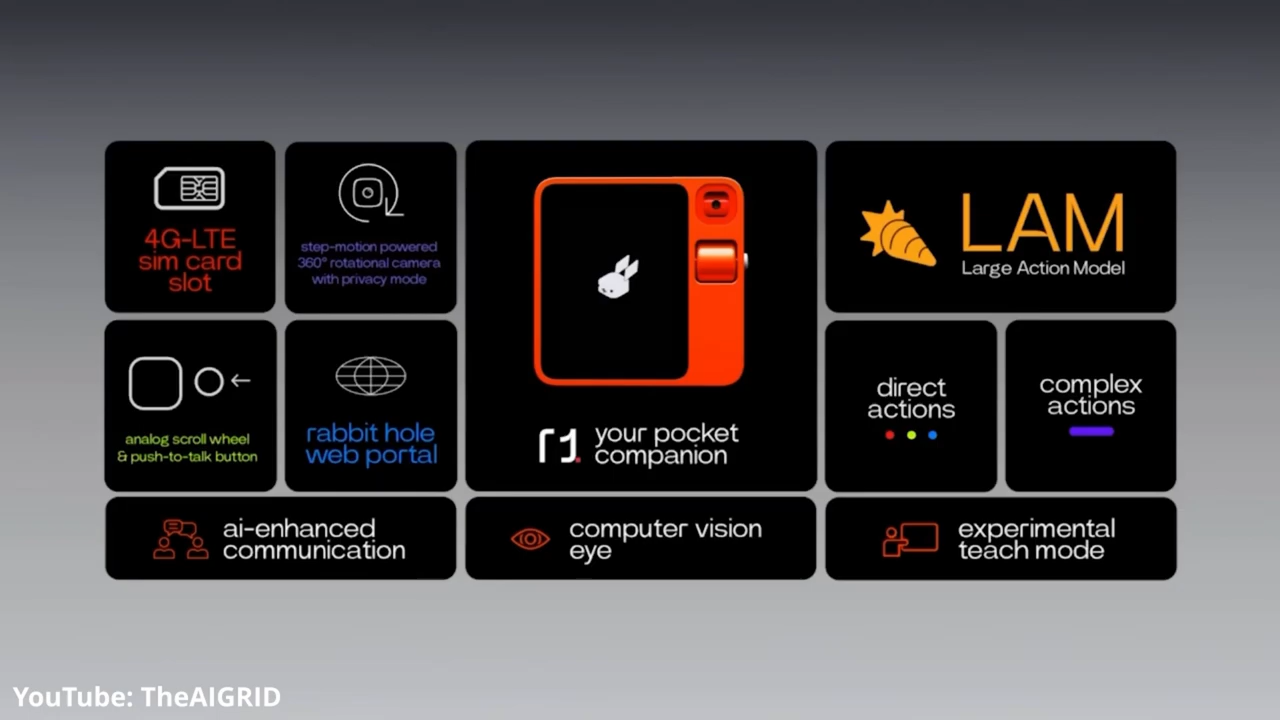 4G-LTE
sim card
slot
step-motion powered
360° rotational camera
with privacy mode
r1.
your pocket
companion
LAM
Large Action Model
analog scroll wheel
& push-to-talk button
rabbit hole
web portal
direct
actions
complex
actions
ai-enhanced
communication
computer vision
eye
experimental
teach mode
YouTube: TheAIGRID